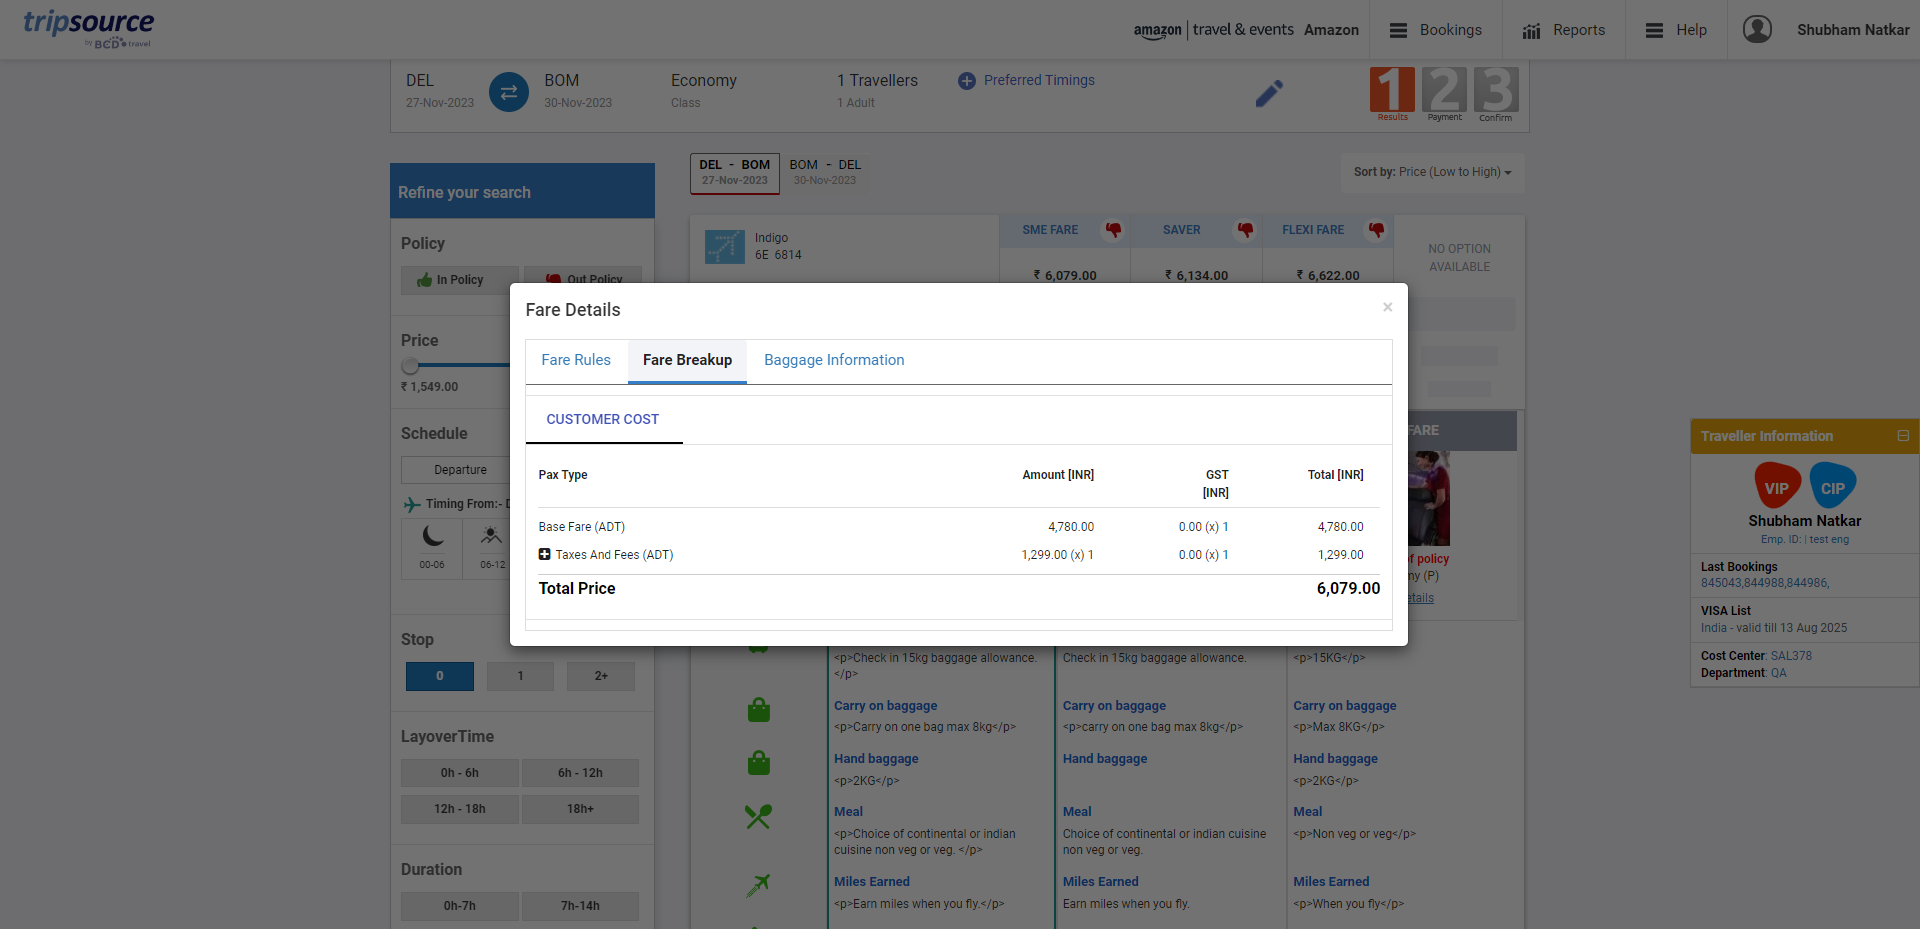 tripsource
by BCD travel
amazon | travel & events Amazon
Bookings
Reports
Help
Shubham Natkar
DEL
27-Nov-2023
BOM
30-Nov-2023
Economy
Class
1 Travellers
1 Adult
Preferred Timings
1 2 3
Results Payment Confirm
Refine your search
DEL - BOM
27-Nov-2023
BOM - DEL
30-Nov-2023
Sort by: Price (Low to High)
Policy
In Policy
Out Policy
Indigo
6E 6814
SME FARE
SAVER
FLEXI FARE
₹ 6,079.00
₹ 6,134.00
₹ 6,622.00
NO OPTION
AVAILABLE
Price
₹ 1,549.00
Schedule
Departure
Timing From:- D
00-06
06-12
Stop
0
1
2+
LayoverTime
0h - 6h
6h - 12h
12h - 18h
18h+
Duration
0h-7h
7h-14h
Fare Details
×
Fare Rules
Fare Breakup
Baggage Information
CUSTOMER COST
Pax Type
Amount [INR]
GST
[INR]
Total [INR]
Base Fare (ADT)
4,780.00
0.00 (x) 1
4,780.00
Taxes And Fees (ADT)
1,299.00 (x) 1
0.00 (x) 1
1,299.00
Total Price
6,079.00
FARE
f policy
ny (P)
etails
<p>Check in 15kg baggage allowance.
</p>
Check in 15kg baggage allowance.
<p>15KG</p>
Carry on baggage
<p>Carry on one bag max 8kg</p>
Carry on baggage
<p>carry on one bag max 8kg</p>
Carry on baggage
<p>Max 8KG</p>
Hand baggage
<p>2KG</p>
Hand baggage
Hand baggage
<p>2KG</p>
Meal
<p>Choice of continental or indian
cuisine non veg or veg. </p>
Meal
Choice of continental or indian cuisine
non veg or veg.
Meal
<p>Non veg or veg</p>
Miles Earned
<p>Earn miles when you fly.</p>
Miles Earned
Earn miles when you fly.
Miles Earned
<p>When you fly</p>
Traveller Information
VIP
CIP
Shubham Natkar
Emp. ID: | test eng
Last Bookings
845043,844988,844986,
VISA List
India - valid till 13 Aug 2025
Cost Center: SAL378
Department: QA